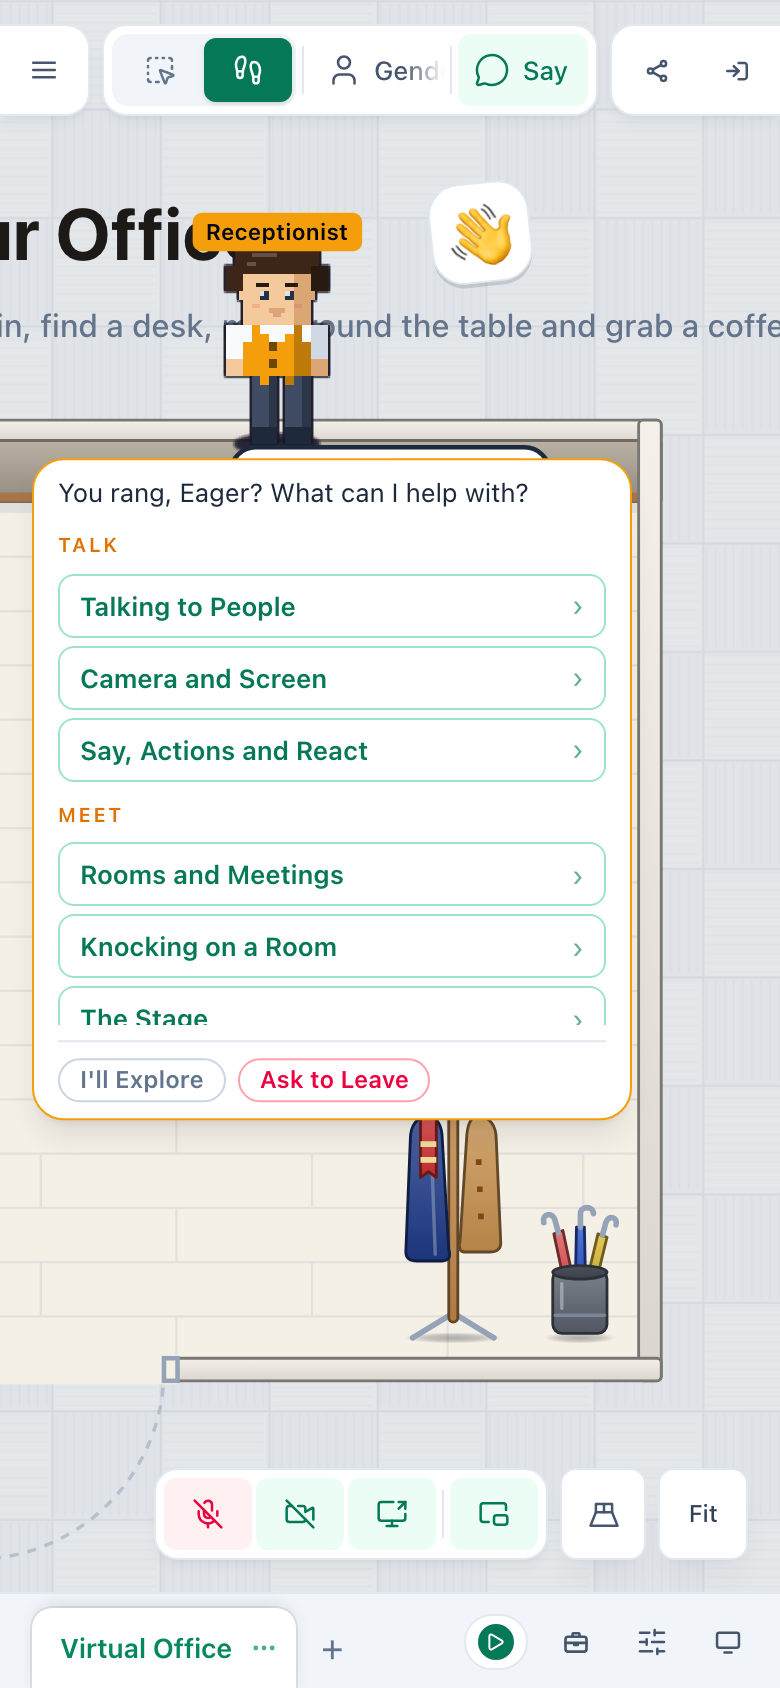 Gend
Say
ur Offic
Receptionist
in, find a desk, ound the table and grab a coffe
You rang, Eager? What can I help with?
TALK
Talking to People
Camera and Screen
Say, Actions and React
MEET
Rooms and Meetings
Knocking on a Room
The Stage
I'll Explore
Ask to Leave
Fit
Virtual Office